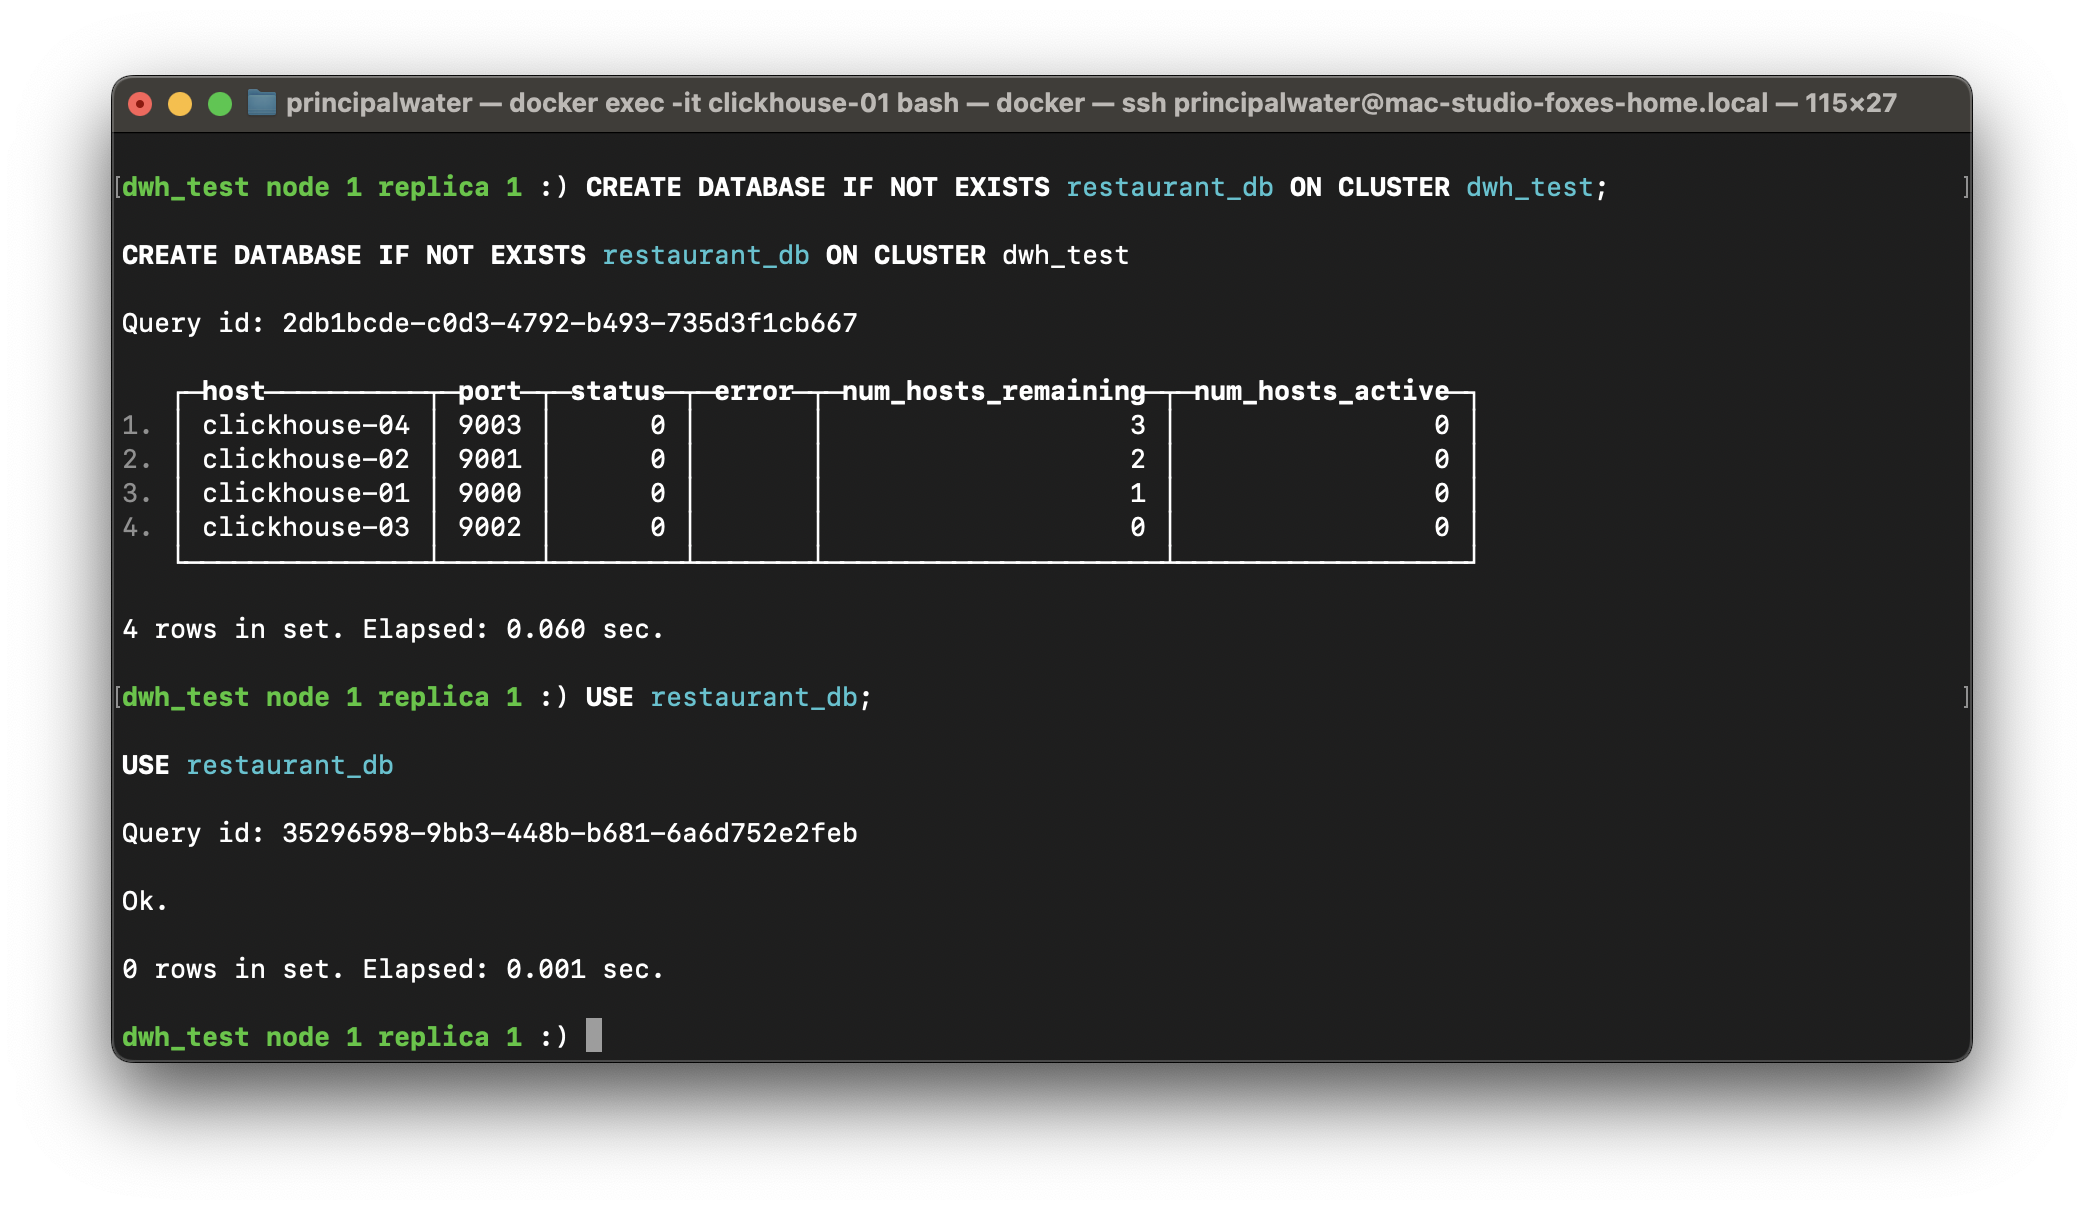 principalwater — docker exec -it clickhouse-01 bash — docker — ssh principalwater@mac-studio-foxes-home.local — 115×27
[dwh_test node 1 replica 1 :) CREATE DATABASE IF NOT EXISTS restaurant_db ON CLUSTER dwh_test; ]
CREATE DATABASE IF NOT EXISTS restaurant_db ON CLUSTER dwh_test
Query id: 2db1bcde-c0d3-4792-b493-735d3f1cb667
host port status error num_hosts_remaining num_hosts_active
1. clickhouse-04 9003 0 3 0
2. clickhouse-02 9001 0 2 0
3. clickhouse-01 9000 0 1 0
4. clickhouse-03 9002 0 0 0
4 rows in set. Elapsed: 0.060 sec.
[dwh_test node 1 replica 1 :) USE restaurant_db; ]
USE restaurant_db
Query id: 35296598-9bb3-448b-b681-6a6d752e2feb
Ok.
0 rows in set. Elapsed: 0.001 sec.
dwh_test node 1 replica 1 :)